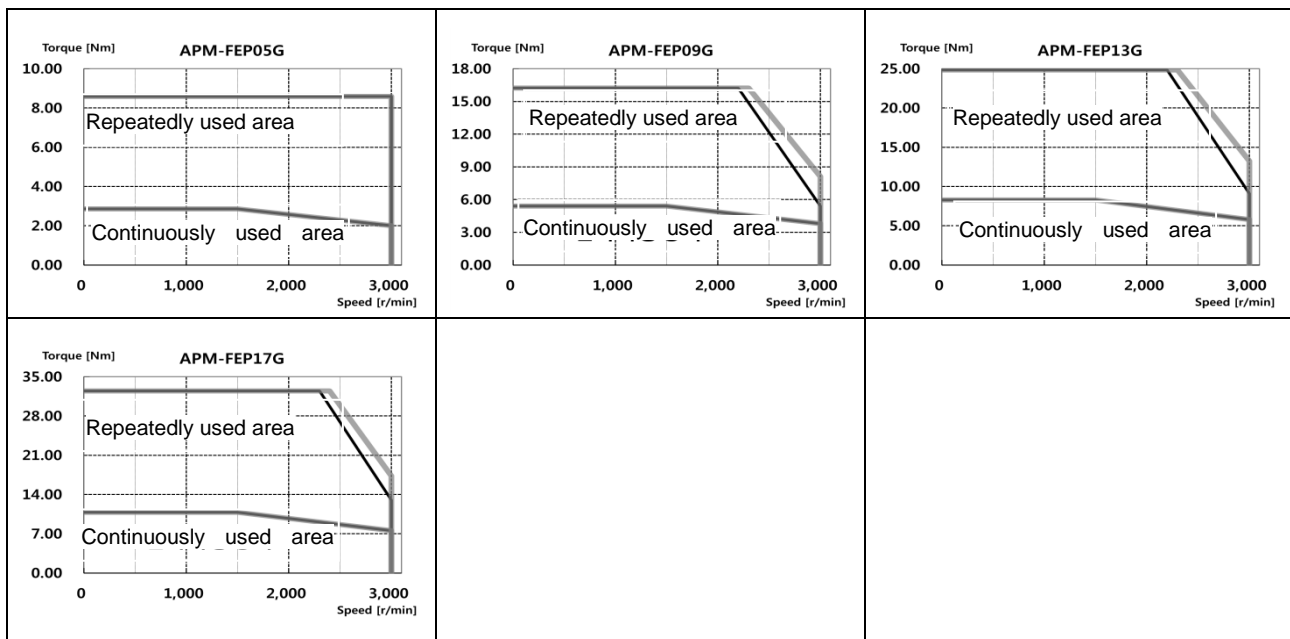 Torque [Nm] APM-FEP05G
10.00
8.00
Repeatedly used area
6.00
4.00
2.00
Continuously used area
0.00
0 1,000 2,000 3,000
Speed [r/min]
Torque [Nm] APM-FEP09G
18.00
15.00
Repeatedly used area
12.00
9.00
6.00
Continuously used area
3.00
0.00
0 1,000 2,000 3,000
Speed [r/min]
Torque [Nm] APM-FEP13G
25.00
20.00
Repeatedly used area
15.00
10.00
5.00
Continuously used area
0.00
0 1,000 2,000 3,000
Speed [r/min]
Torque [Nm] APM-FEP17G
35.00
28.00
Repeatedly used area
21.00
14.00
7.00
Continuously used area
0.00
0 1,000 2,000 3,000
Speed [r/min]